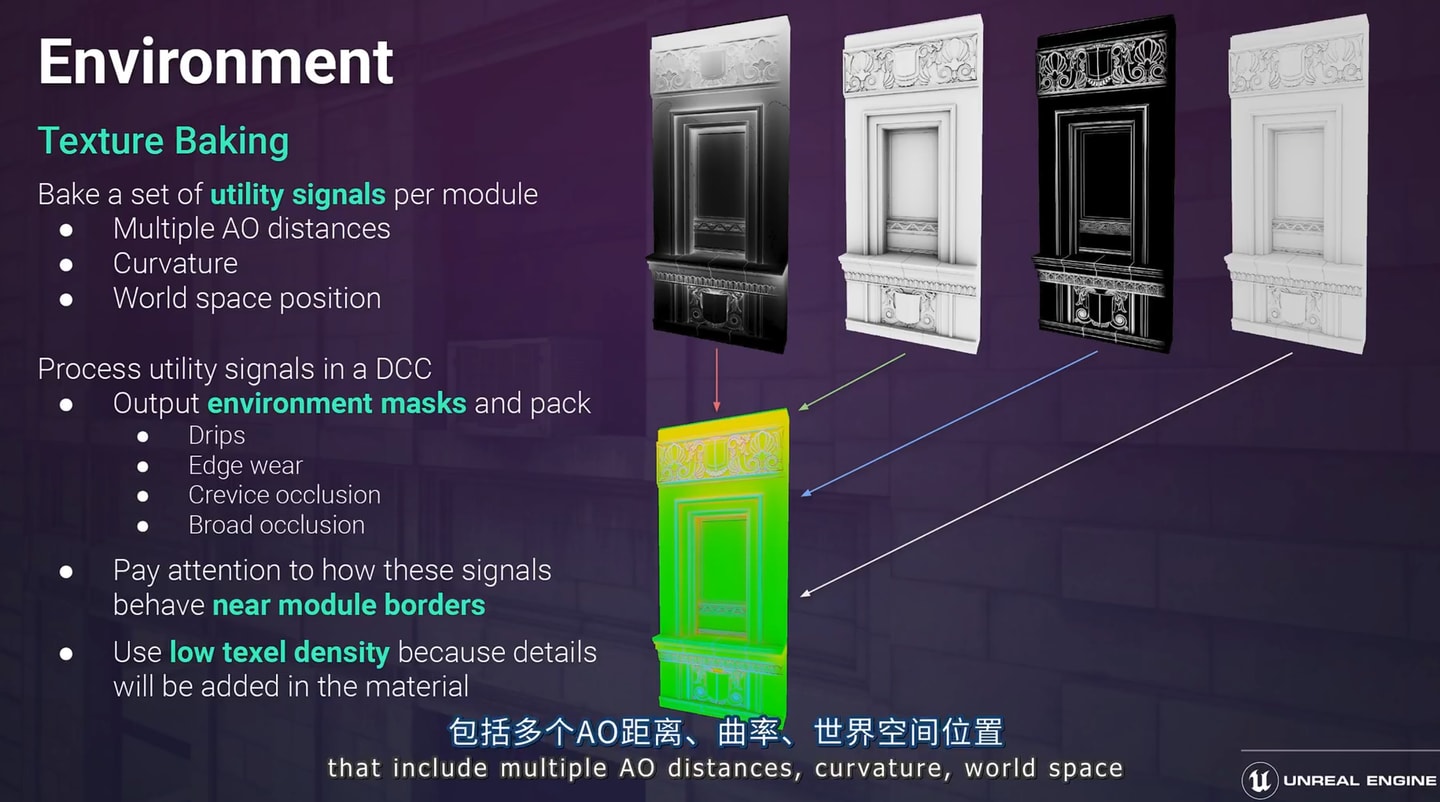 Environment
Texture Baking
Bake a set of utility signals per module
● Multiple AO distances
● Curvature
● World space position
Process utility signals in a DCC
● Output environment masks and pack
● Drips
● Edge wear
● Crevice occlusion
● Broad occlusion
● Pay attention to how these signals
behave near module borders
● Use low texel density because details
will be added in the material
包括多个AO距离、曲率、世界空间位置
that include multiple AO distances, curvature, world space
UNREAL ENGINE